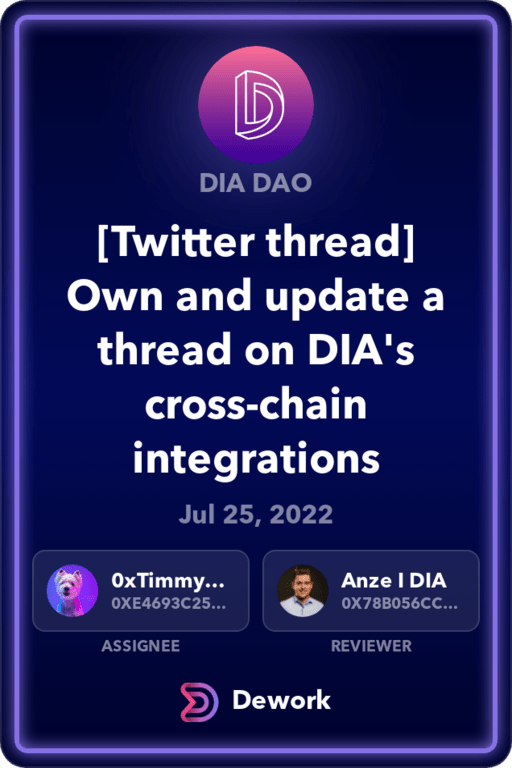 DIA DAO
[Twitter thread]
Own and update a
thread on DIA's
cross-chain
integrations
Jul 25, 2022
0xTimmy...
0XE4693C25...
Anze I DIA
0X78B056CC...
ASSIGNEE
REVIEWER
Dework